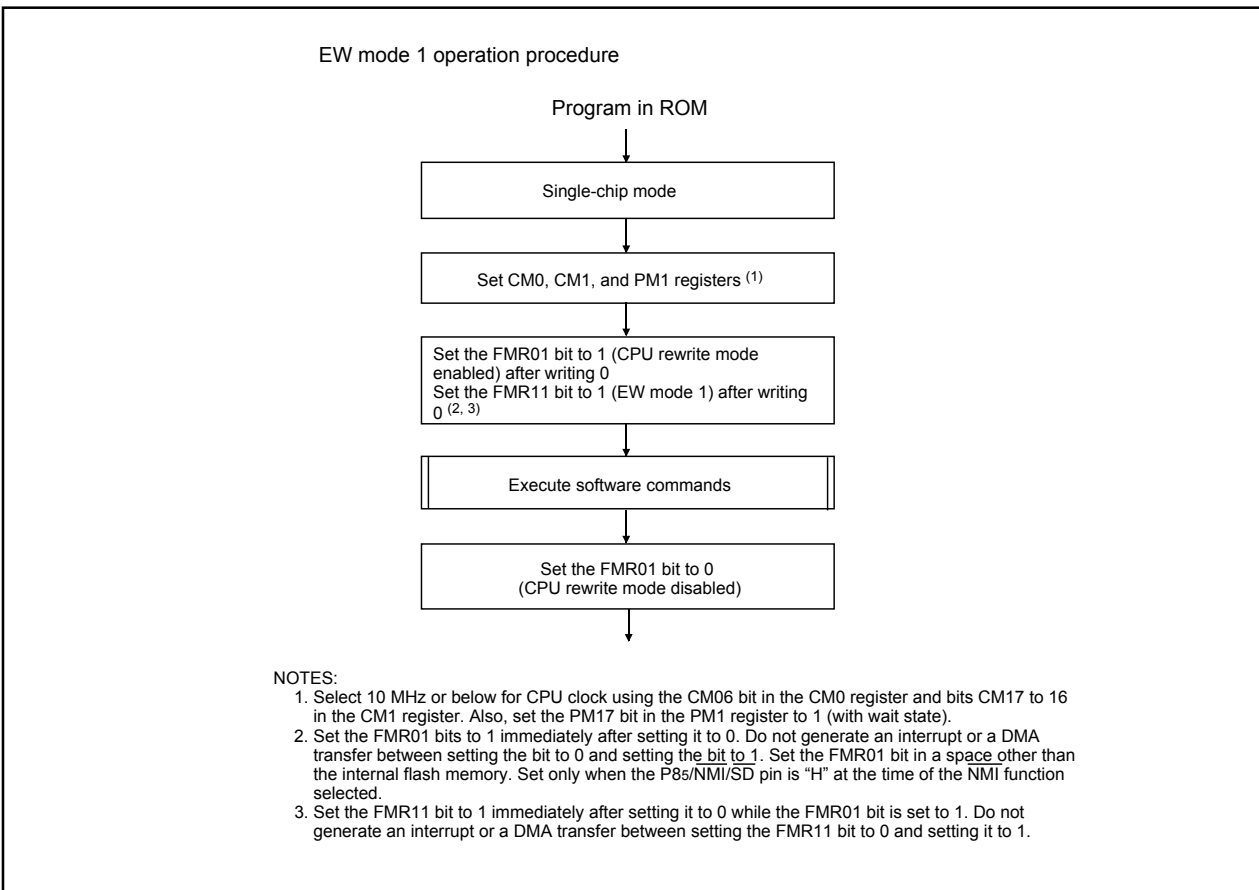 EW mode 1 operation procedure
Program in ROM
Single-chip mode
Set CM0, CM1, and PM1 registers (1)
Set the FMR01 bit to 1 (CPU rewrite mode
enabled) after writing 0
Set the FMR11 bit to 1 (EW mode 1) after writing
0 (2, 3)
Execute software commands
Set the FMR01 bit to 0
(CPU rewrite mode disabled)
NOTES:
1. Select 10 MHz or below for CPU clock using the CM06 bit in the CM0 register and bits CM17 to 16
in the CM1 register. Also, set the PM17 bit in the PM1 register to 1 (with wait state).
2. Set the FMR01 bits to 1 immediately after setting it to 0. Do not generate an interrupt or a DMA
transfer between setting the bit to 0 and setting the bit to 1. Set the FMR01 bit in a space other than
the internal flash memory. Set only when the P85/NMI/SD pin is “H” at the time of the NMI function
selected.
3. Set the FMR11 bit to 1 immediately after setting it to 0 while the FMR01 bit is set to 1. Do not
generate an interrupt or a DMA transfer between setting the FMR11 bit to 0 and setting it to 1.